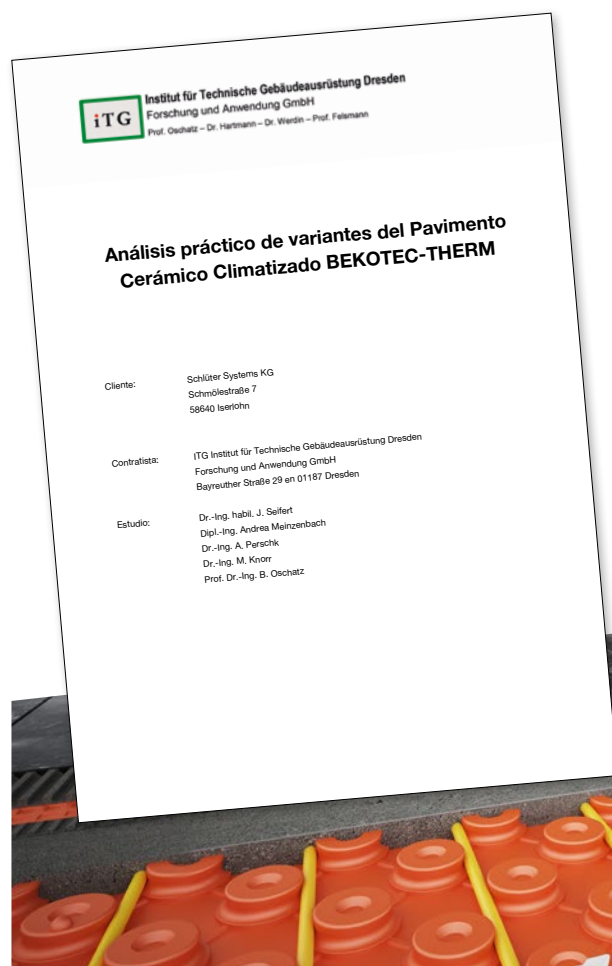 iTG
Institut für Technische Gebäudeausrüstung Dresden
Forschung und Anwendung GmbH
Prof. Oschatz – Dr. Hartmann – Dr. Werdin – Prof. Felsmann
Análisis práctico de variantes del Pavimento
Cerámico Climatizado BEKOTEC-THERM
Cliente:
Schlüter Systems KG
Schmölestraße 7
58640 Iserlohn
Contratista:
ITG Institut für Technische Gebäudeausrüstung Dresden
Forschung und Anwendung GmbH
Bayreuther Straße 29 en 01187 Dresden
Estudio:
Dr.-Ing. habil. J. Seifert
Dipl.-Ing. Andrea Meinzenbach
Dr.-Ing. A. Perschk
Dr.-Ing. M. Knorr
Prof. Dr.-Ing. B. Oschatz